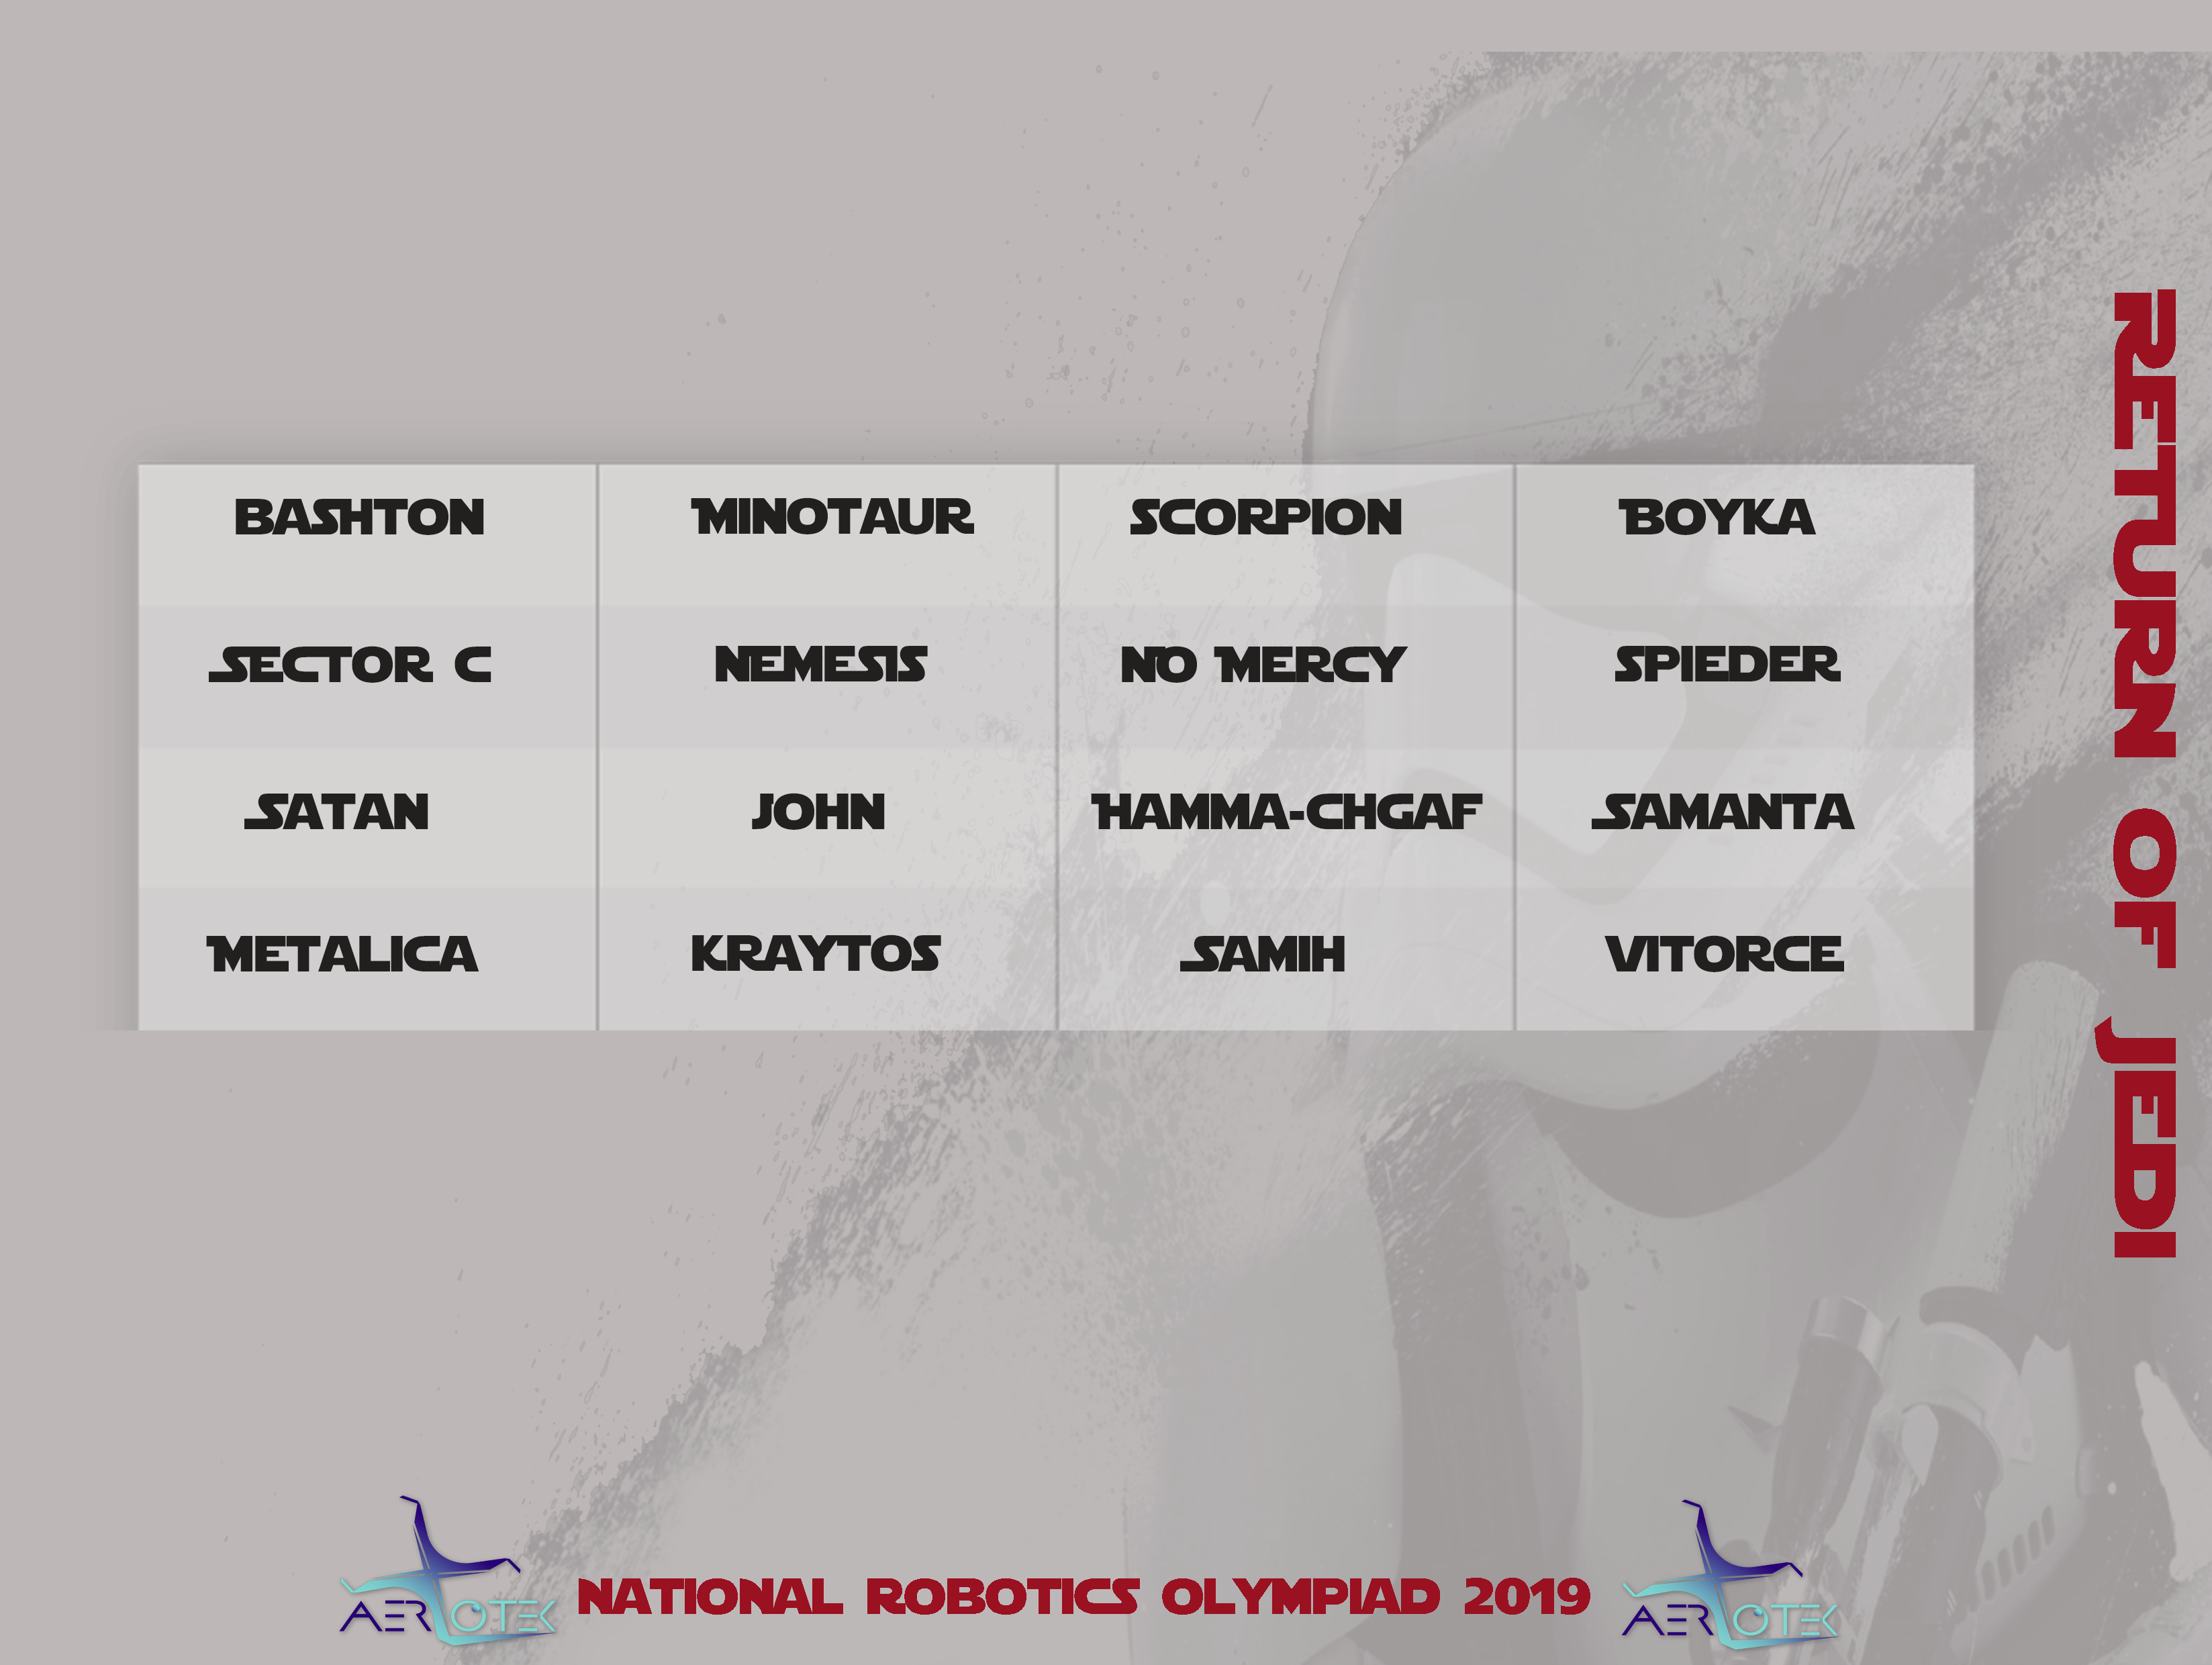 BASHTON MINOTAUR SCORPION BOYKA
SECTOR C NEMESIS NO MERCY SPIEDER
SATAN JOHN HAMMA-CHGAF SAMANTA
METALICA KRAYTOS SAMIH VITORCE
RETURN OF JEDI
AEROTEK NATIONAL ROBOTICS OLYMPIAD 2019 AEROTEK